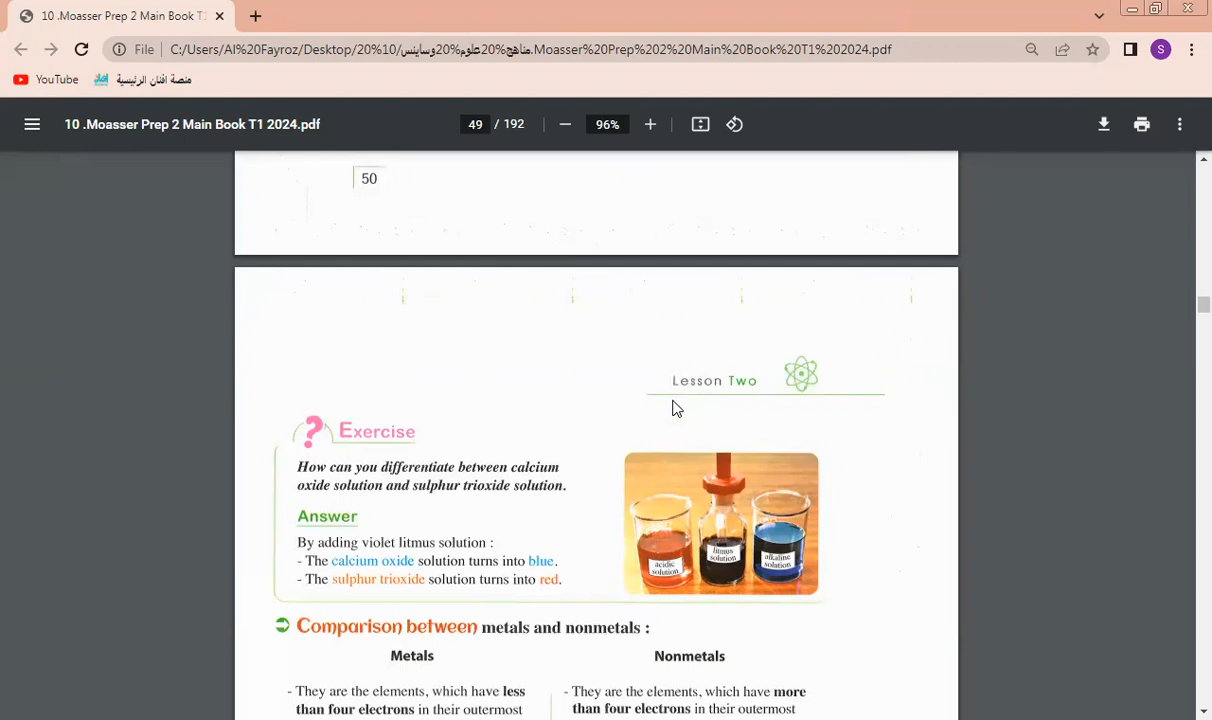 10 .Moasser Prep 2 Main Book T1
File
C:/Users/Al%20Fayroz/Desktop/20%10/مناهج%20علوم%20وساينس.Moasser%20Prep%202%20Main%20Book%20T1%202024.pdf
S
YouTube
منصة افنان الرئيسية
10 .Moasser Prep 2 Main Book T1 2024.pdf
49 / 192
96%
50
Lesson Two
? Exercise
How can you differentiate between calcium
oxide solution and sulphur trioxide solution.
Answer
By adding violet litmus solution :
- The calcium oxide solution turns into blue.
- The sulphur trioxide solution turns into red.
acidic
solution
litmus
solution
alkaline
solution
Comparison between metals and nonmetals :
Metals
- They are the elements, which have less
than four electrons in their outermost
Nonmetals
- They are the elements, which have more
than four electrons in their outermost